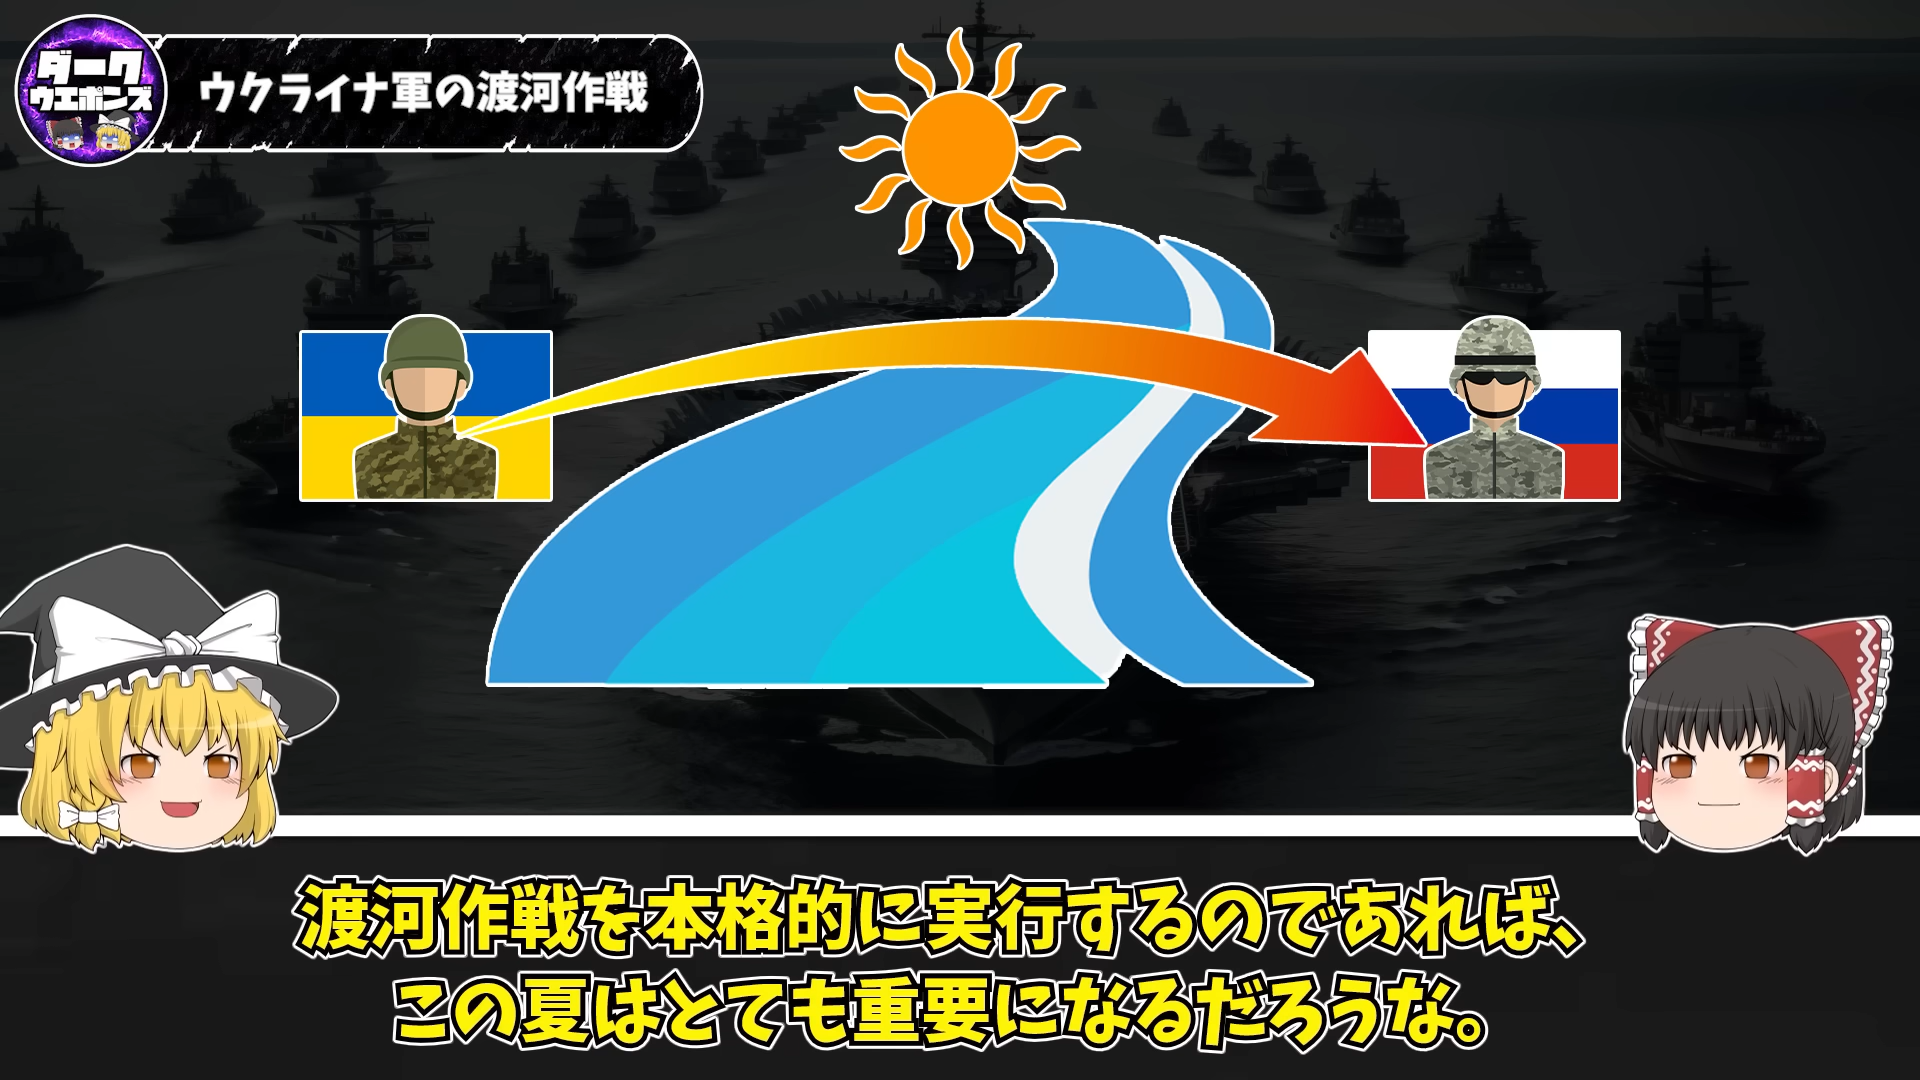 ダーク
ウエポンズ
ウクライナ軍の渡河作戦
渡河作戦を本格的に実行するのであれば、
この夏はとても重要になるだろうな。